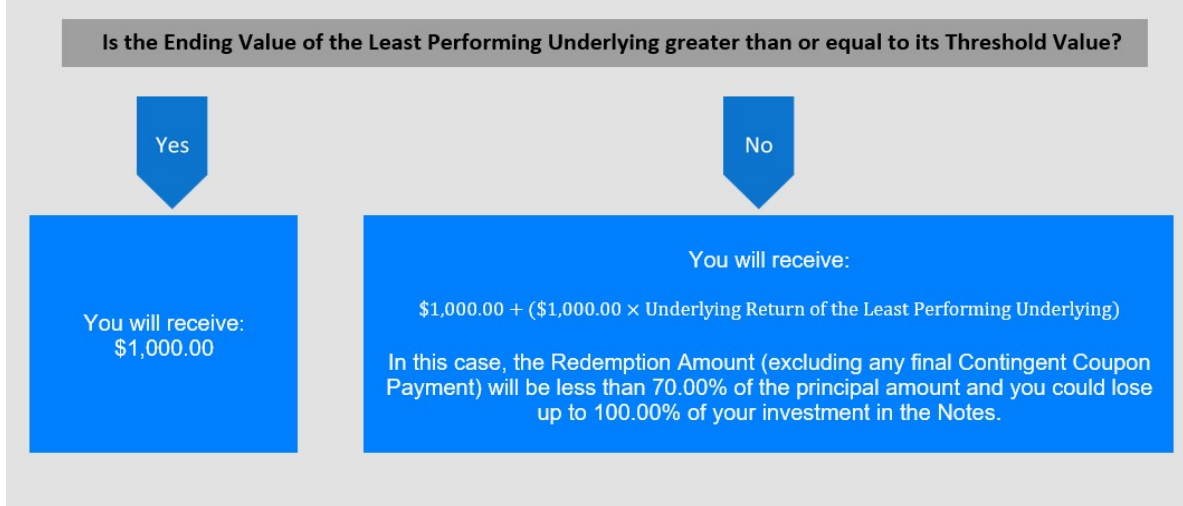 Is the Ending Value of the Least Performing Underlying greater than or equal to its Threshold Value?
Yes
No
You will receive:
$1,000.00
You will receive:
$1,000.00 + ($1,000.00 × Underlying Return of the Least Performing Underlying)
In this case, the Redemption Amount (excluding any final Contingent Coupon
Payment) will be less than 70.00% of the principal amount and you could lose
up to 100.00% of your investment in the Notes.